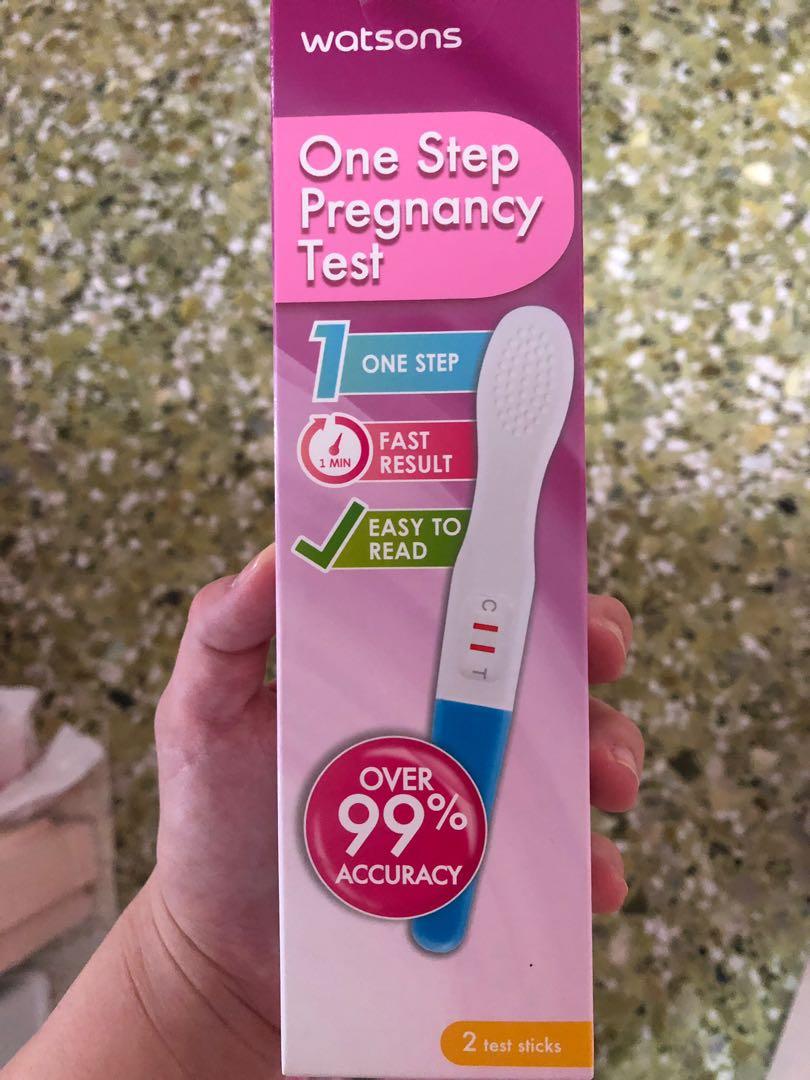 watsons
One Step
Pregnancy
Test
1 ONE STEP
1 MIN
FAST
RESULT
EASY TO
READ
C
T
OVER
99%
ACCURACY
2 test sticks